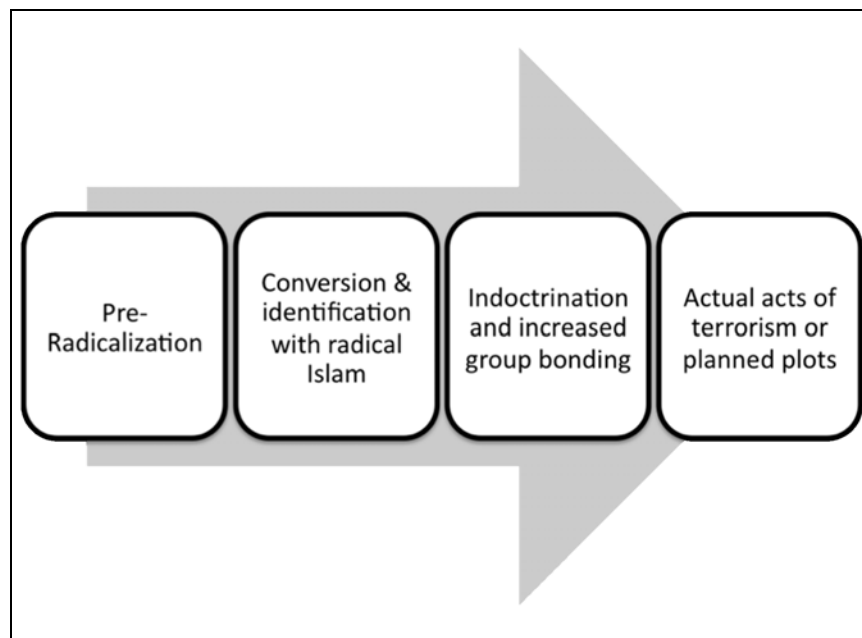 Pre-
Radicalization
Conversion &
identification
with radical
Islam
Indoctrination
and increased
group bonding
Actual acts of
terrorism or
planned plots